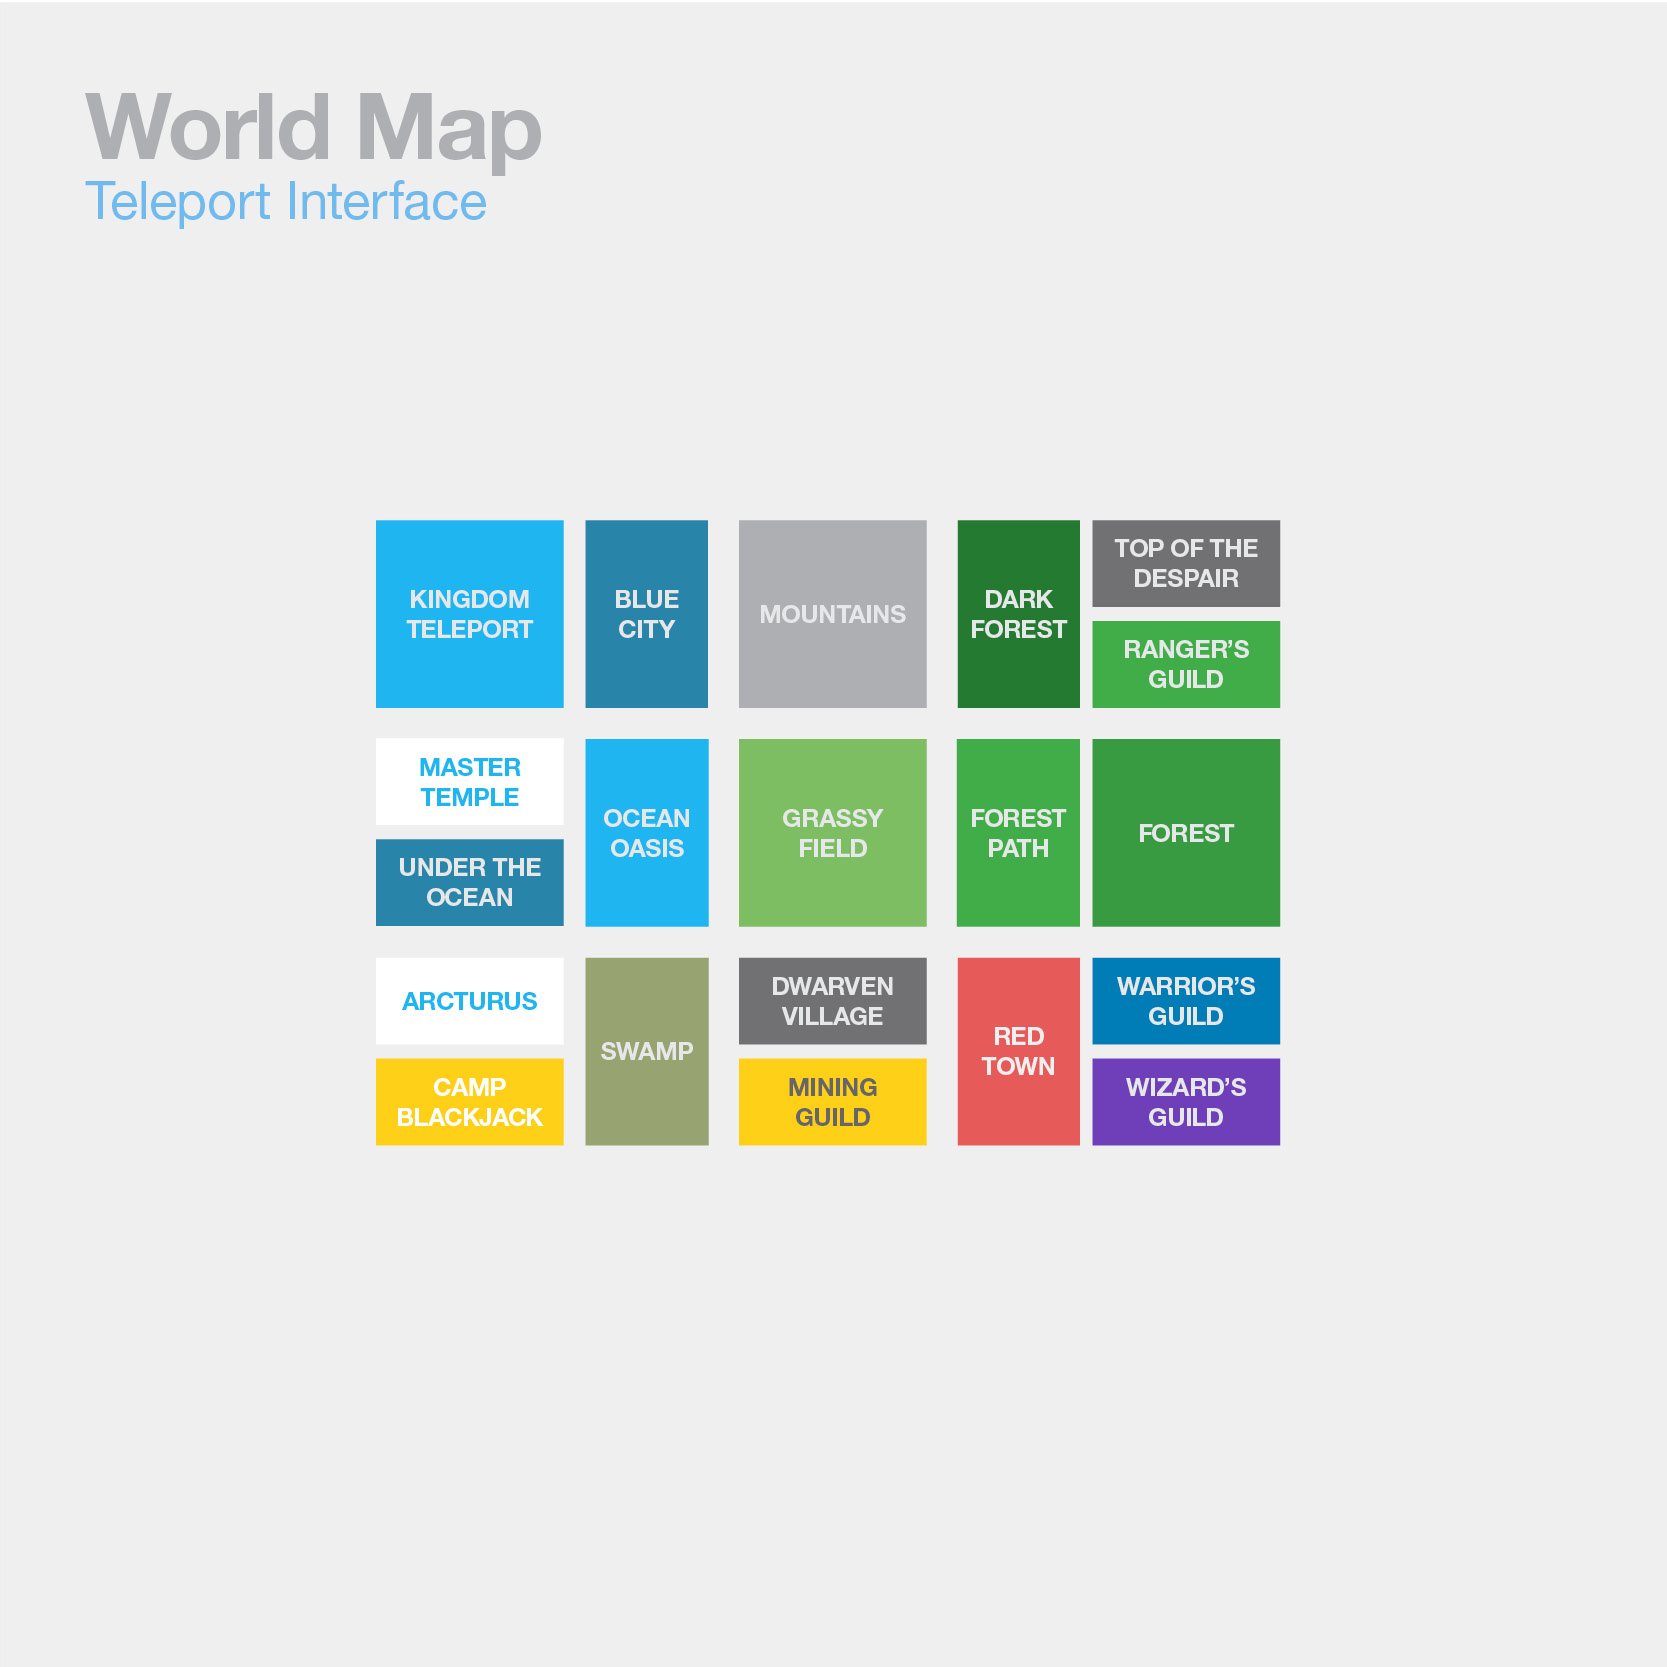 World Map
Teleport Interface
KINGDOM
TELEPORT
BLUE
CITY
MOUNTAINS
DARK
FOREST
TOP OF THE
DESPAIR
RANGER’S
GUILD
MASTER
TEMPLE
UNDER THE
OCEAN
OCEAN
OASIS
GRASSY
FIELD
FOREST
PATH
FOREST
ARCTURUS
CAMP
BLACKJACK
SWAMP
DWARVEN
VILLAGE
MINING
GUILD
RED
TOWN
WARRIOR’S
GUILD
WIZARD’S
GUILD